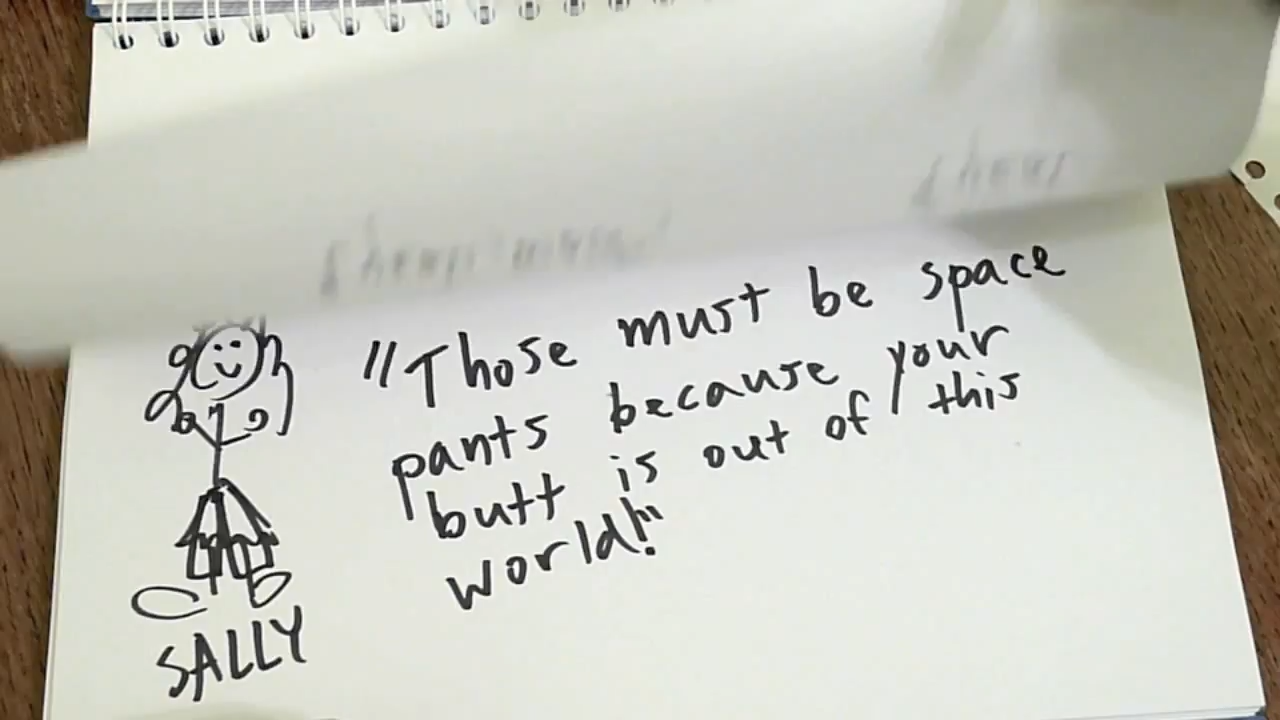 "Those must be space
pants because your
butt is out of this
world!"
SALLY